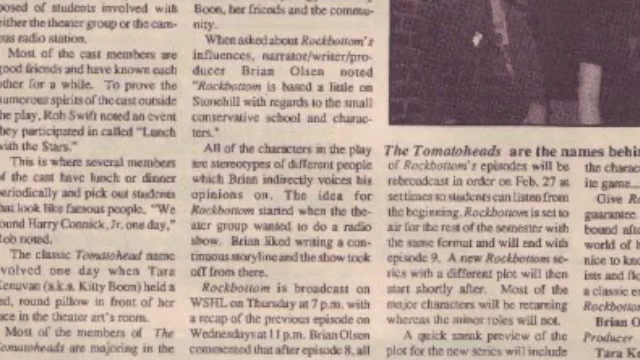 posed of students involved with
either the theater group or the cam-
pus radio station.
Most of the cast members are
good friends and have known each
other for a while. To prove the
numerous spirits of the cast outside
the play, Rob Swift noted an event
they participated in called "Lunch
with the Stars."
This is where several members
of the cast have lunch or dinner
periodically and pick out students
that look like famous people. "We
found Harry Connick, Jr. one day,"
Rob noted.
The classic Tomatohead name
evolved one day when Tara
(a.k.a. Kitty Boon) held a
red, round pillow in front of her
face in the theater art's room.
Most of the members of The
Tomatoheads are majoring in the
Boon, her friends and the commu-
nity.
When asked about Rockbottom's
influences, narrator/writer/pro-
ducer Brian Olsen noted
"Rockbottom is based a little on
Stonehill with regards to the small
conservative school and charac-
ters."
All of the characters in the play
are stereotypes of different people
which Brian indirectly voices his
opinions on. The idea for
Rockbottom started when the the-
ater group wanted to do a radio
show. Brian liked writing a con-
tinuous storyline and the show took
off from there.
Rockbottom is broadcast on
WSHL on Thursday at 7 p.m. with
a recap of the previous episode on
Wednesdays at 11 p.m. Brian Olsen
commented that after episode 8, all
The Tomatoheads are the names behin
of Rockbottom's episodes will be
rebroadcast in order on Feb. 27 at
set times so students can listen from
the beginning. Rockbottom is set to
air for the rest of the semester with
the same format and will end with
episode 9. A new Rockbottom se-
ries with a different plot will then
start shortly after. Most of the
major characters will be returning
whereas the minor roles will not.
A quick sneak preview of the
plot for the new series will include
the charac
its game...
Give Ro
guarantee
bound afte
world of b
nice to kno
ists and fla
a classic e
Rockbotto
Brian O
Producer
Tara